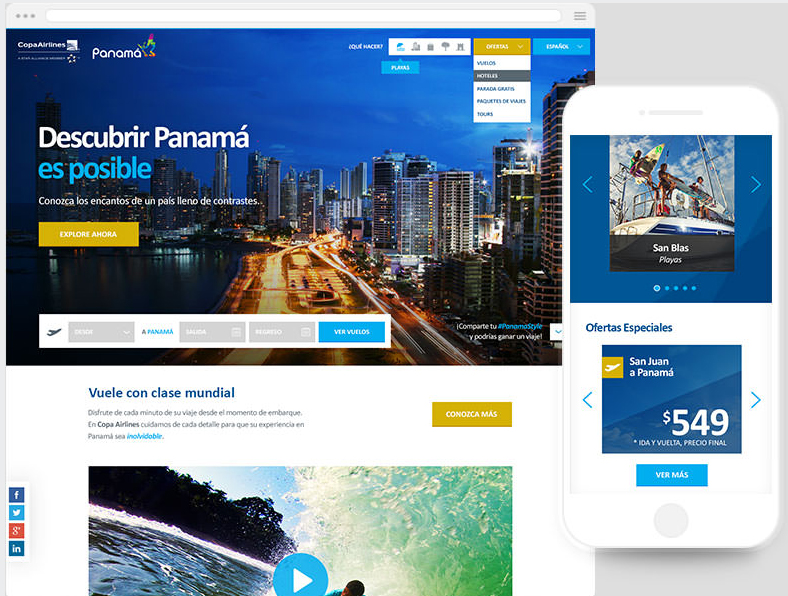 CopaAirlines
A STAR ALLIANCE MEMBER
Panamá
¿QUÉ HACER?
PLAYAS
OFERTAS
ESPAÑOL
VUELOS
HOTELES
PARADA GRATIS
PAQUETES DE VIAJES
TOURS
Descubrir Panamá
es posible
Conozca los encantos de un país lleno de contrastes.
EXPLORE AHORA
DESDE
A PANAMÁ
SALIDA
REGRESO
VER VUELOS
¡Comparte tu #PanamaStyle
y podrías ganar un viaje!
Vuele con clase mundial
Disfrute de cada minuto de su viaje desde el momento de embarque.
En Copa Airlines cuidamos de cada detalle para que su experiencia en
Panamá sea inolvidable.
CONOZCA MÁS
f
g+
in
San Blas
Playas
Ofertas Especiales
San Juan
a Panamá
$549
* IDA Y VUELTA, PRECIO FINAL
VER MÁS